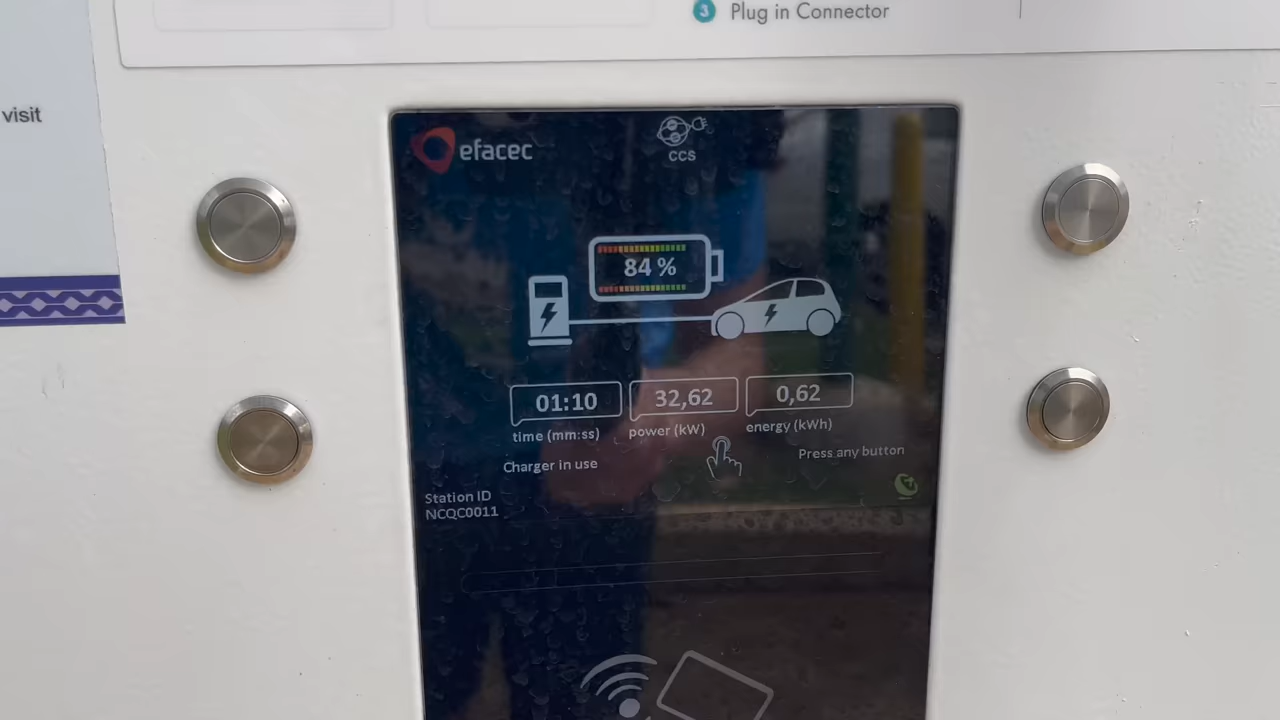 3 Plug in Connector
visit
efacec
CCS
84 %
01:10
32,62
0,62
time (mm:ss)
power (kW)
energy (kWh)
Charger in use
Press any button
Station ID
NCQC0011